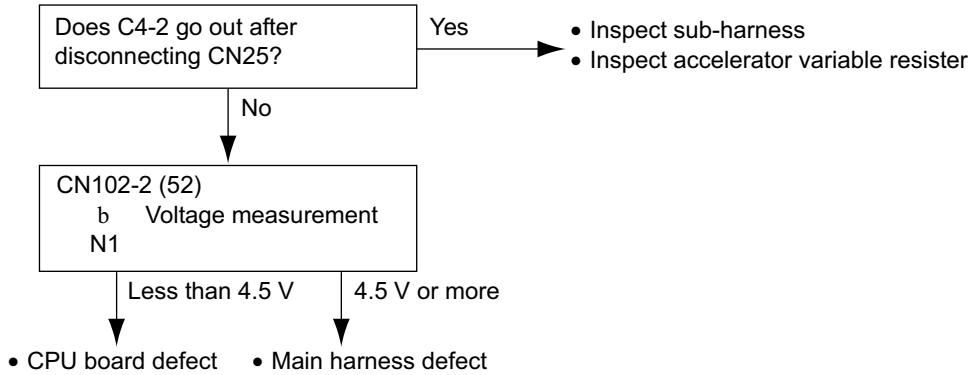 Does C4-2 go out after
disconnecting CN25?
Yes
• Inspect sub-harness
• Inspect accelerator variable resister
No
CN102-2 (52)
b Voltage measurement
N1
Less than 4.5 V
4.5 V or more
• CPU board defect
• Main harness defect